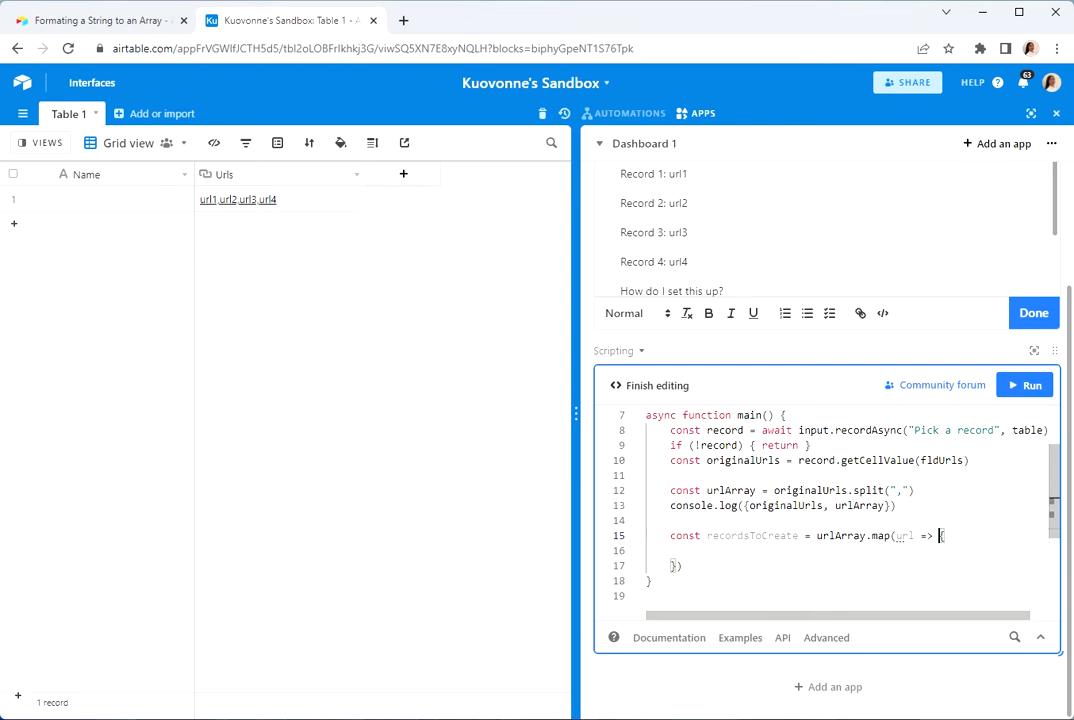 Formating a String to an Array -
Ku Kuovonne's Sandbox: Table 1 - A
airtable.com/appFrVGWlfJCTH5d5/tbl2oLOBFrIkhkj3G/viwSQ5XN7E8xyNQLH?blocks=biphyGpeNT1S76Tpk
Interfaces
Kuovonne's Sandbox
SHARE
HELP
63
Table 1
Add or import
AUTOMATIONS
APPS
VIEWS
Grid view
Dashboard 1
Add an app
Name
Urls
1
url1,url2,url3,url4
Record 1: url1
Record 2: url2
Record 3: url3
Record 4: url4
How do I set this up?
Normal
Done
Scripting
Finish editing
Community forum
Run
7 async function main() {
8 const record = await input.recordAsync("Pick a record", table)
9 if (!record) { return }
10 const originalUrls = record.getCellValue(fldUrls)
11
12 const urlArray = originalUrls.split(",")
13 console.log({originalUrls, urlArray})
14
15 const recordsToCreate = urlArray.map(url => {
16
17 })
18 }
19
Documentation Examples API Advanced
Add an app
1 record